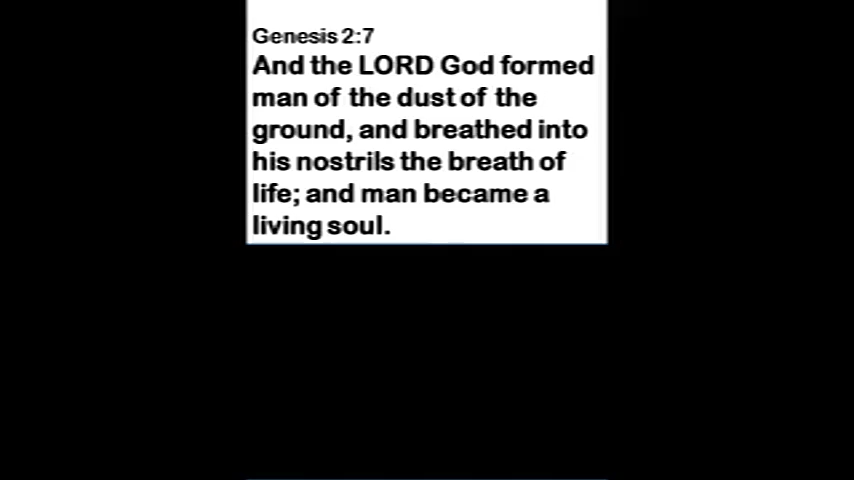 Genesis 2:7
And the LORD God formed
man of the dust of the
ground, and breathed into
his nostrils the breath of
life; and man became a
living soul.